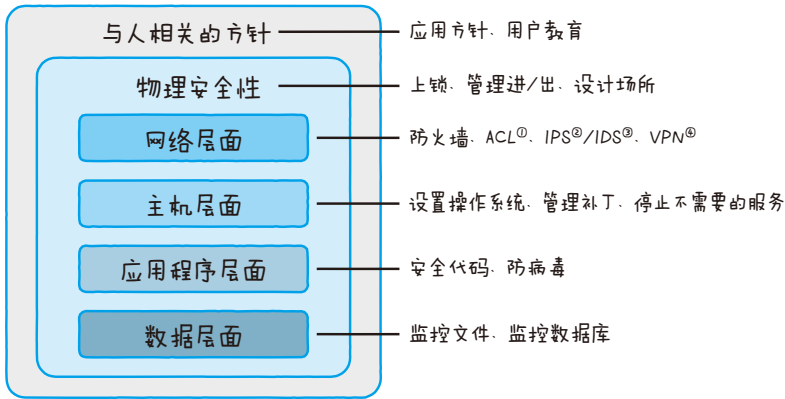 与人相关的方针 应用方针、用户教育
物理安全性 上锁、管理进/出、设计场所
网络层面 防火墙、ACL①、IPS②/IDS③、VPN④
主机层面 设置操作系统、管理补丁、停止不需要的服务
应用程序层面 安全代码、防病毒
数据层面 监控文件、监控数据库